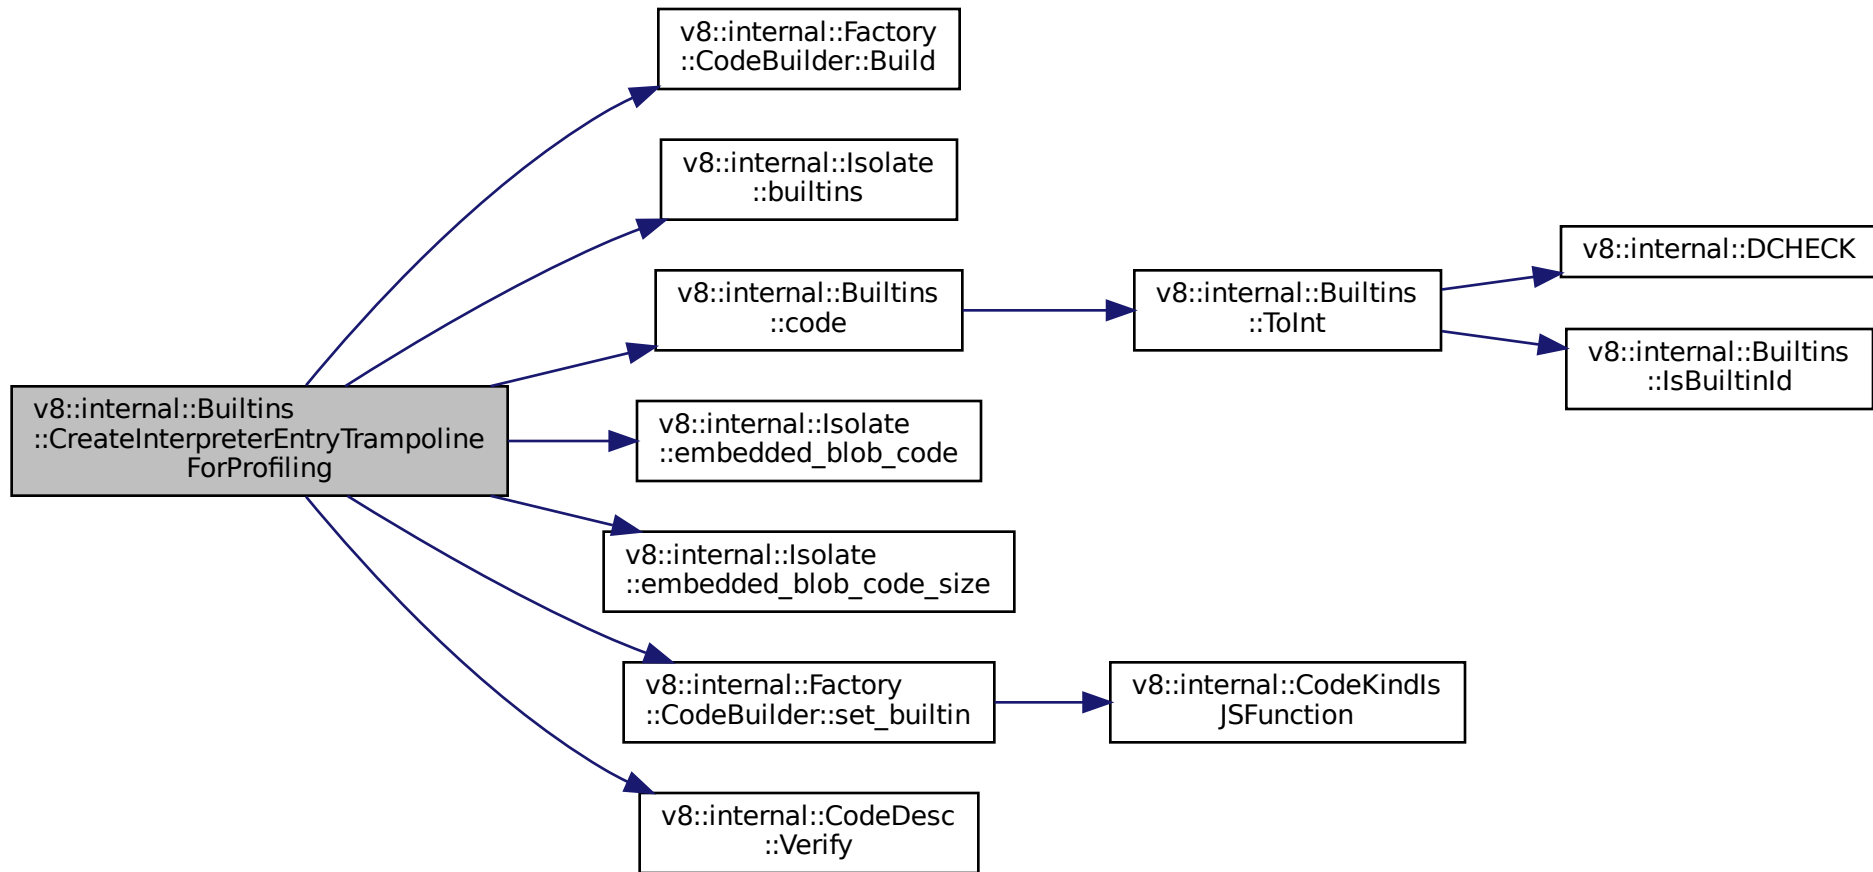 v8::internal::Factory
::CodeBuilder::Build
v8::internal::Isolate
::builtins
v8::internal::Builtins
::code
v8::internal::Builtins
::ToInt
v8::internal::DCHECK
v8::internal::Builtins
::IsBuiltinId
v8::internal::Builtins
::CreateInterpreterEntryTrampoline
ForProfiling
v8::internal::Isolate
::embedded_blob_code
v8::internal::Isolate
::embedded_blob_code_size
v8::internal::Factory
::CodeBuilder::set_builtin
v8::internal::CodeKindIs
JSFunction
v8::internal::CodeDesc
::Verify